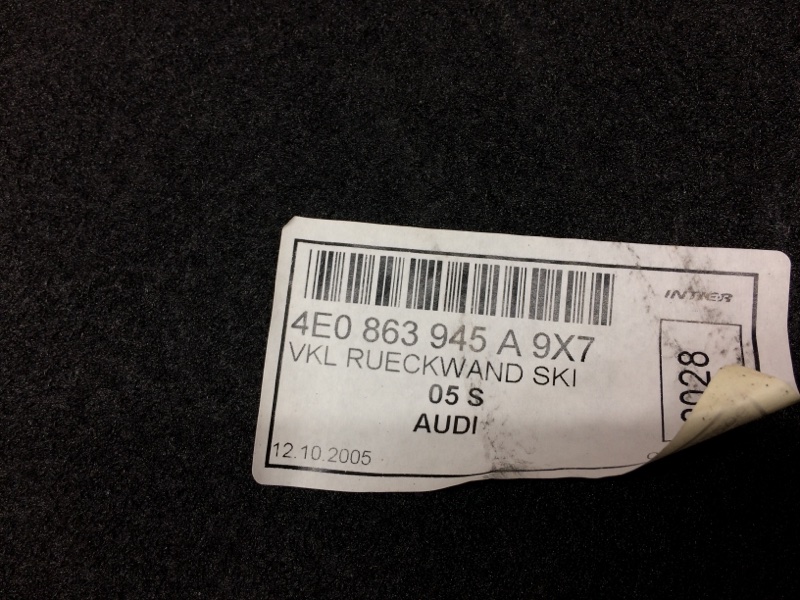 INTIER
4E0 863 945 A 9X7
VKL RUECKWAND SKI
05 S
AUDI
12.10.2005